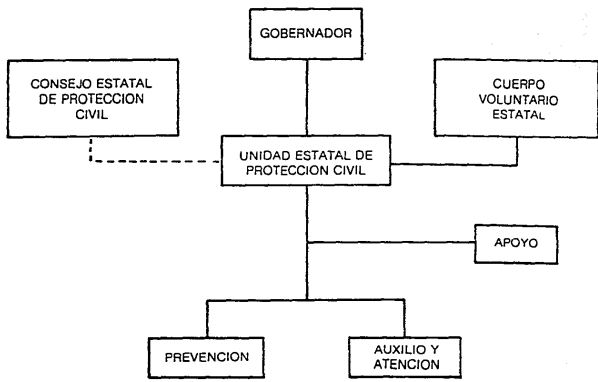 GOBERNADOR
CONSEJO ESTATAL
DE PROTECCION
CIVIL
CUERPO
VOLUNTARIO
ESTATAL
UNIDAD ESTATAL DE
PROTECCION CIVIL
APOYO
PREVENCION
AUXILIO Y
ATENCION